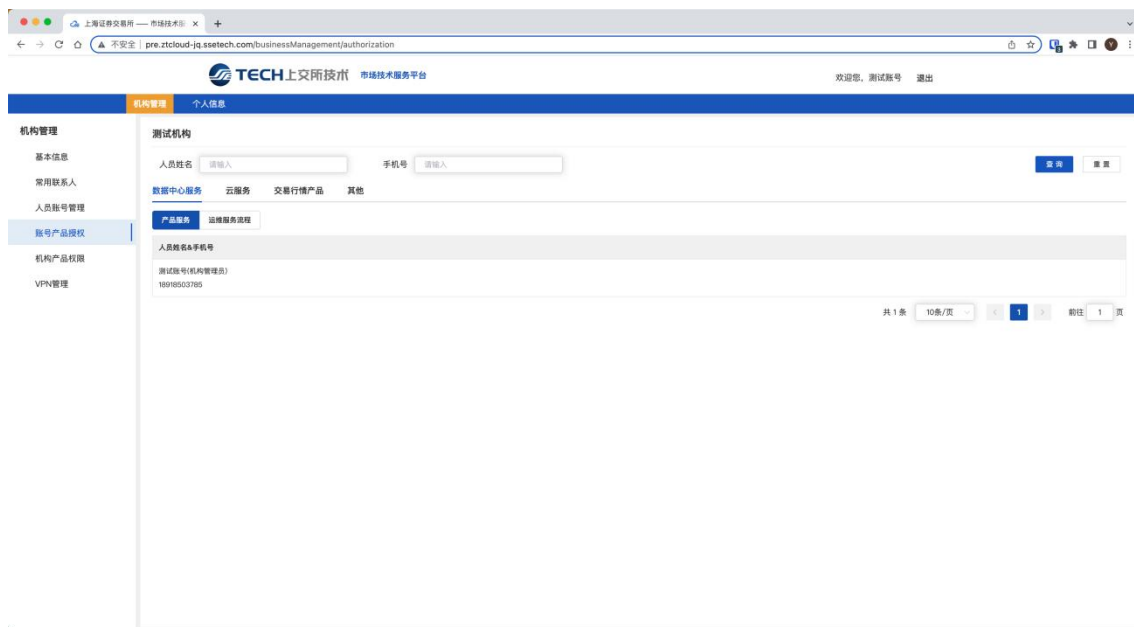 上海证券交易所 —— 市场技术服
不安全 | pre.ztcloud-jq.ssetech.com/businessManagement/authorization
TECH上交所技术 市场技术服务平台
欢迎您，测试账号 退出
机构管理 个人信息
机构管理
基本信息
常用联系人
人员账号管理
账号产品授权
机构产品权限
VPN管理
测试机构
人员姓名 请输入 手机号 请输入 查询 重置
数据中心服务 云服务 交易行情产品 其他
产品服务 运维服务流程
人员姓名&手机号
测试账号(机构管理员)
18918503785
共 1 条 10条/页 1 前往 1 页